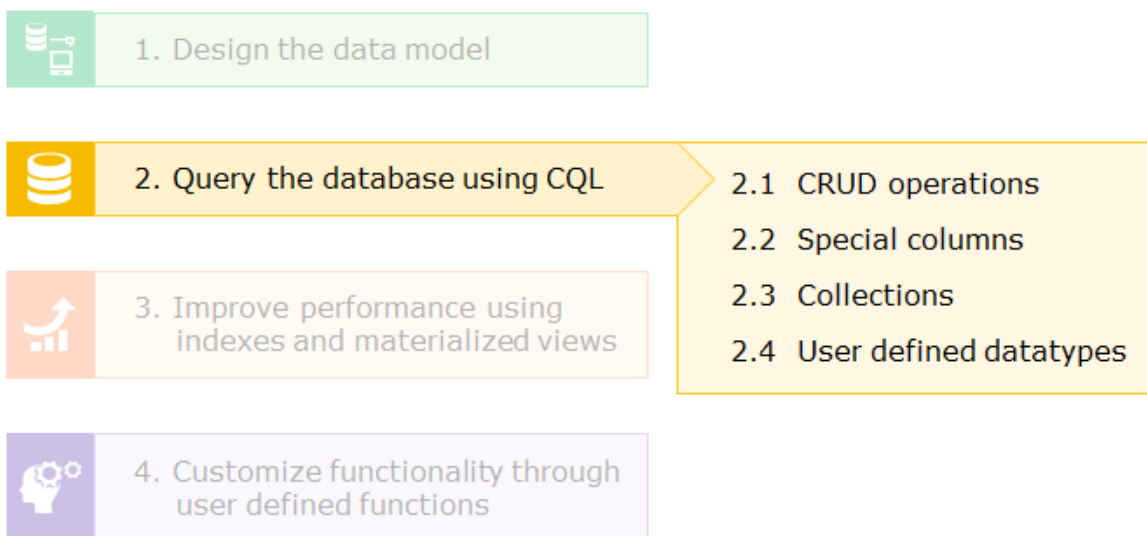 1. Design the data model
2. Query the database using CQL
2.1 CRUD operations
2.2 Special columns
2.3 Collections
2.4 User defined datatypes
3. Improve performance using
indexes and materialized views
4. Customize functionality through
user defined functions